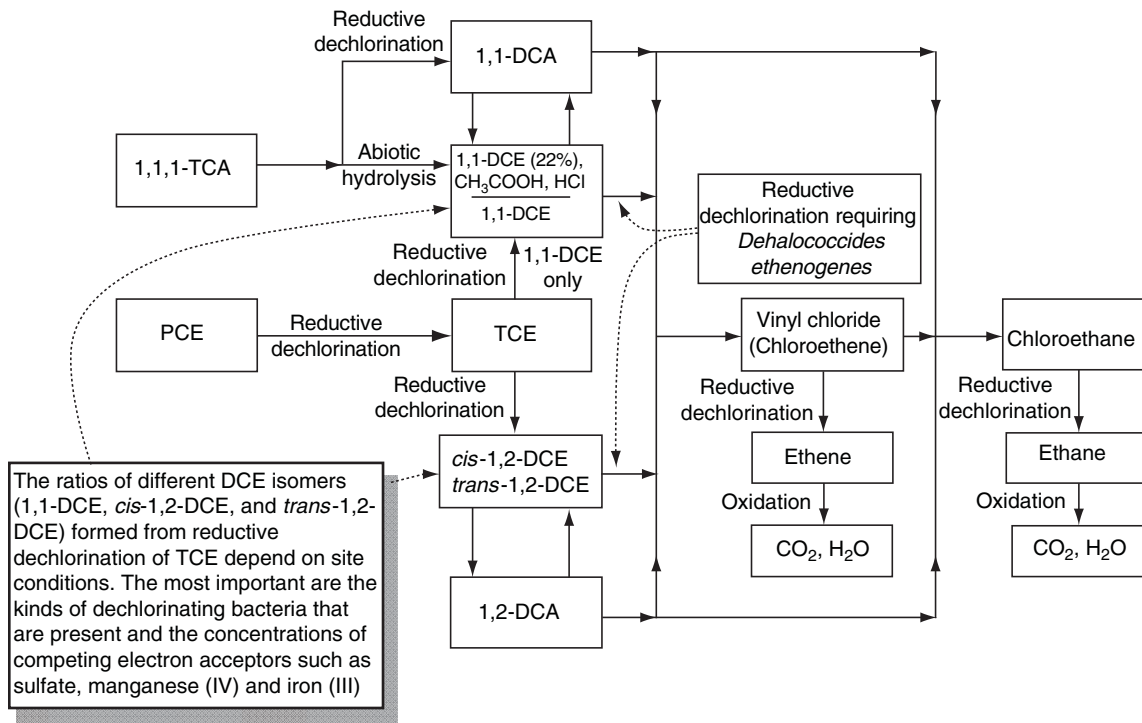 Reductive
dechlorination
1,1-DCA
1,1,1-TCA
Abiotic
hydrolysis
1,1-DCE (22%),
CH₃COOH, HCl
1,1-DCE
Reductive
dechlorination requiring
Dehalococcides
ethenogenes
Reductive
dechlorination
1,1-DCE
only
PCE
Reductive
dechlorination
TCE
Vinyl chloride
(Chloroethene)
Chloroethane
Reductive
dechlorination
Reductive
dechlorination
Reductive
dechlorination
cis-1,2-DCE
trans-1,2-DCE
Ethene
Ethane
Oxidation
Oxidation
CO₂, H₂O
CO₂, H₂O
1,2-DCA
The ratios of different DCE isomers
(1,1-DCE, cis-1,2-DCE, and trans-1,2-
DCE) formed from reductive
dechlorination of TCE depend on site
conditions. The most important are the
kinds of dechlorinating bacteria that
are present and the concentrations of
competing electron acceptors such as
sulfate, manganese (IV) and iron (III)